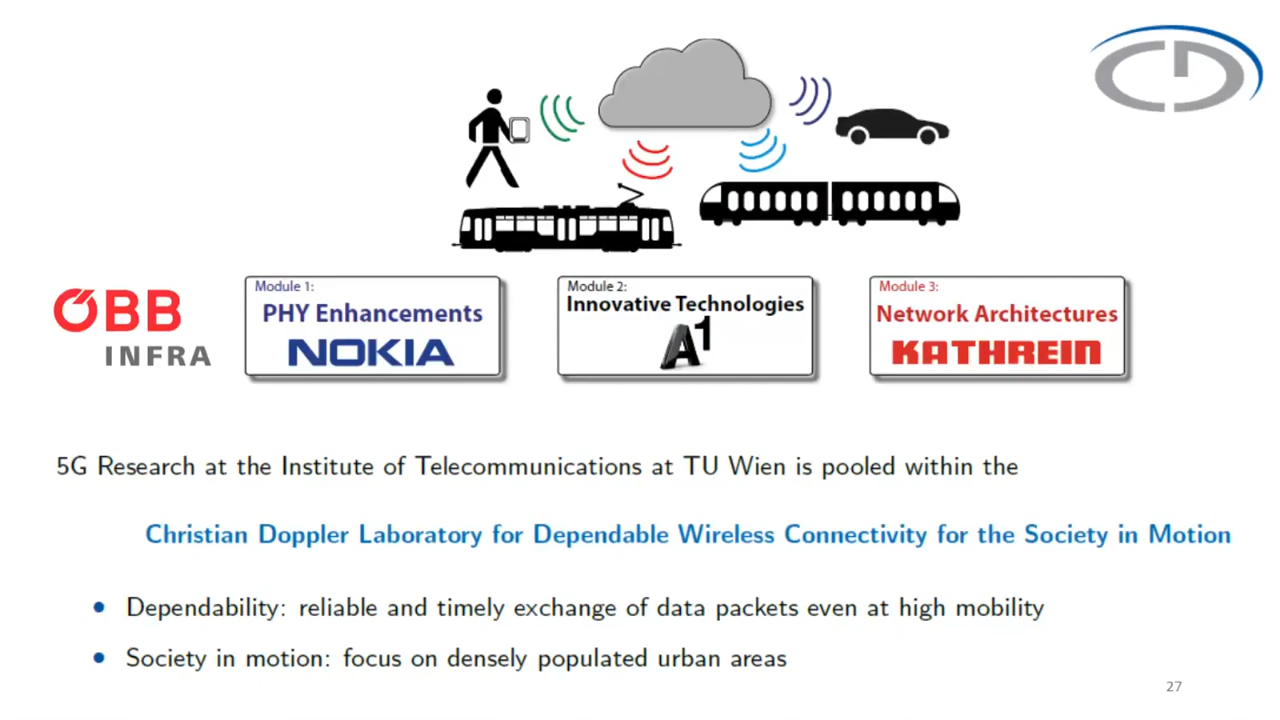 CD
ÖBB
INFRA
Module 1:
PHY Enhancements
NOKIA
Module 2:
Innovative Technologies
A1
Module 3:
Network Architectures
KATHREIN
5G Research at the Institute of Telecommunications at TU Wien is pooled within the
Christian Doppler Laboratory for Dependable Wireless Connectivity for the Society in Motion
• Dependability: reliable and timely exchange of data packets even at high mobility
• Society in motion: focus on densely populated urban areas
27